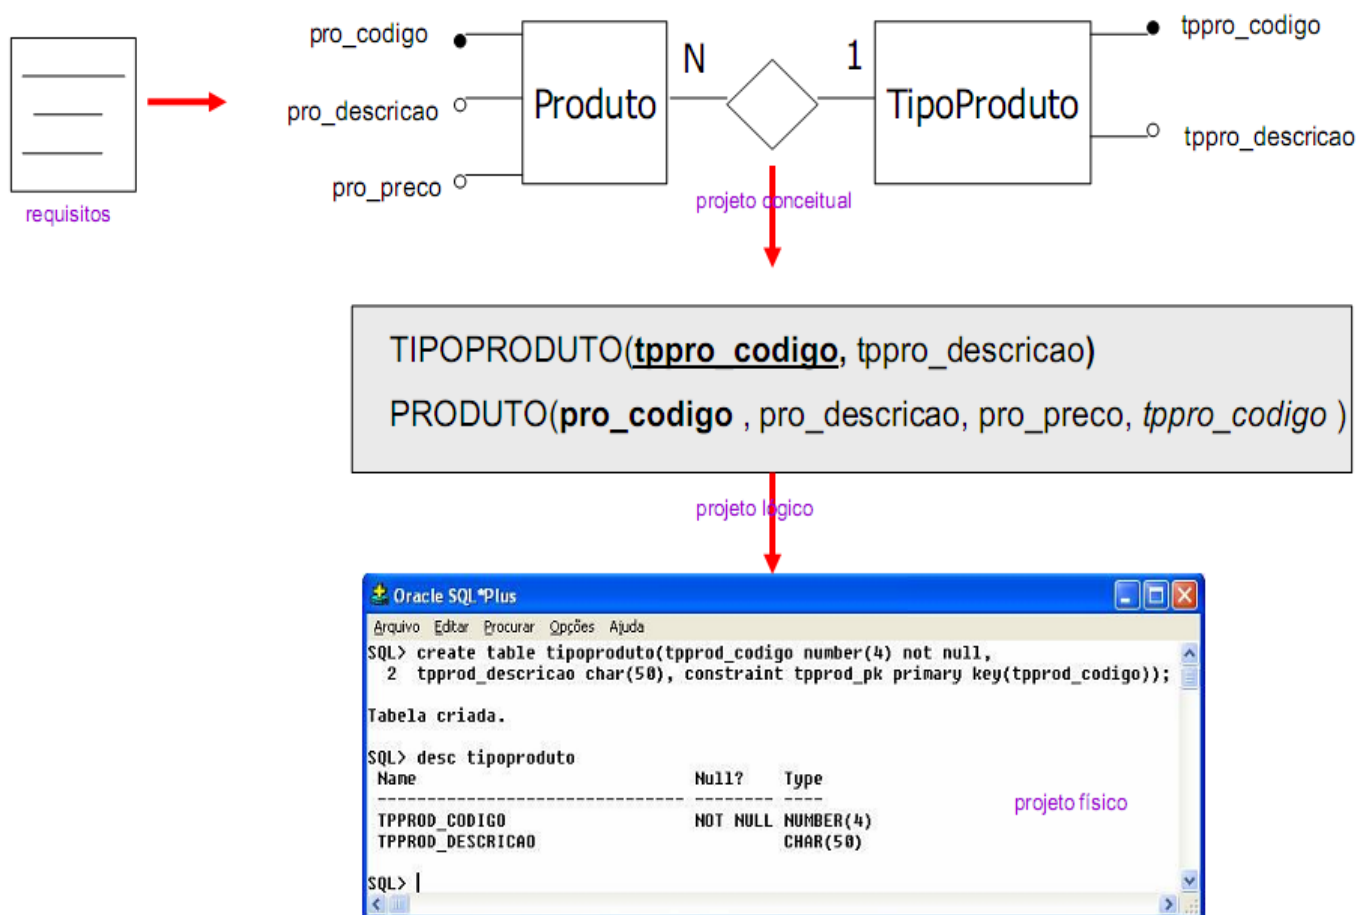 pro_codigo
pro_descricao
pro_preco
Produto
N
1
TipoProduto
tppro_codigo
tppro_descricao
requisitos
projeto conceitual
TIPOPRODUTO(tppro_codigo, tppro_descricao)
PRODUTO(pro_codigo , pro_descricao, pro_preco, tppro_codigo )
projeto lógico
Oracle SQL*Plus
Arquivo Editar Procurar Opções Ajuda
SQL> create table tipoproduto(tpprod_codigo number(4) not null,
2 tpprod_descricao char(50), constraint tpprod_pk primary key(tpprod_codigo));
Tabela criada.
SQL> desc tipoproduto
Name Null? Type
------------------------------- -------- ----
TPPROD_CODIGO NOT NULL NUMBER(4)
TPPROD_DESCRICAO CHAR(50)
SQL>
projeto físico